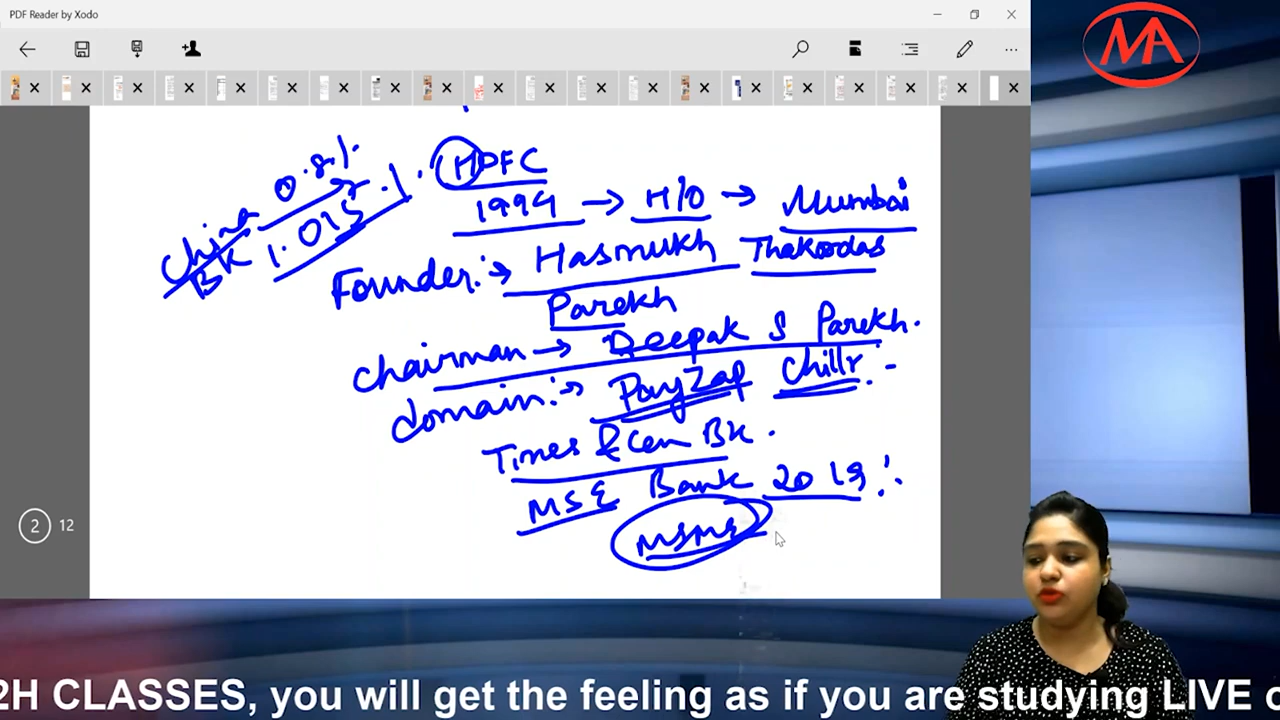 PDF Reader by Xodo
MA
China 0.8%
BK 1.015%.
HDFC
1994 → H/O → Mumbai
Founder:→ Hasmukh Thakoodas
Parekh
Chairman → Deepak S Parekh.
domain:→ PayZap Chillr:-
Times & Cen BK.
MSE Bank 2019:.
MSME
2 12
2H CLASSES, you will get the feeling as if you are studying LIVE